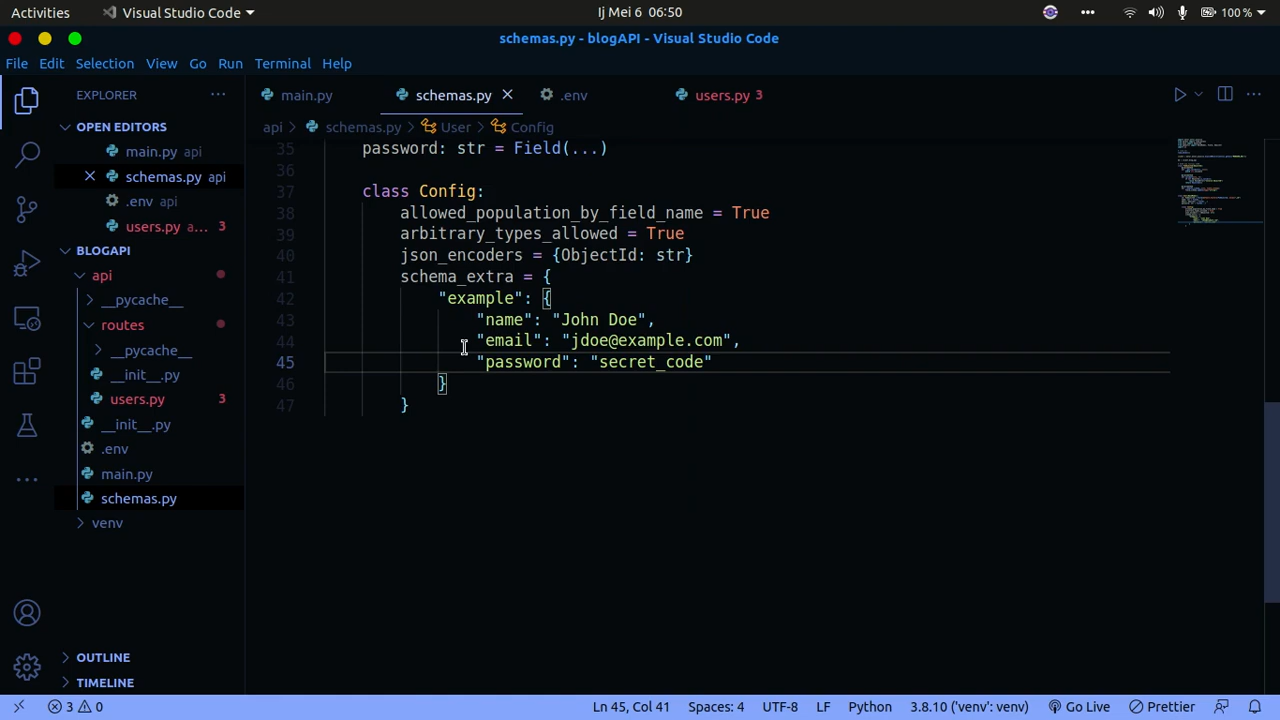 Activities
Visual Studio Code
Ij Mei 6 06:50
100 %
schemas.py - blogAPI - Visual Studio Code
File Edit Selection View Go Run Terminal Help
EXPLORER
main.py
schemas.py
.env
users.py 3
OPEN EDITORS
main.py api
schemas.py api
.env api
users.py a... 3
BLOGAPI
api
__pycache__
routes
__pycache__
__init__.py
users.py 3
__init__.py
.env
main.py
schemas.py
venv
OUTLINE
TIMELINE
api > schemas.py > User > Config
35 password: str = Field(...)
36
37 class Config:
38 allowed_population_by_field_name = True
39 arbitrary_types_allowed = True
40 json_encoders = {ObjectId: str}
41 schema_extra = {
42 "example": {
43 "name": "John Doe",
44 "email": "jdoe@example.com",
45 "password": "secret_code"
46 }
47 }
3 0
Ln 45, Col 41
Spaces: 4
UTF-8
LF
Python
3.8.10 ('venv': venv)
Go Live
Prettier